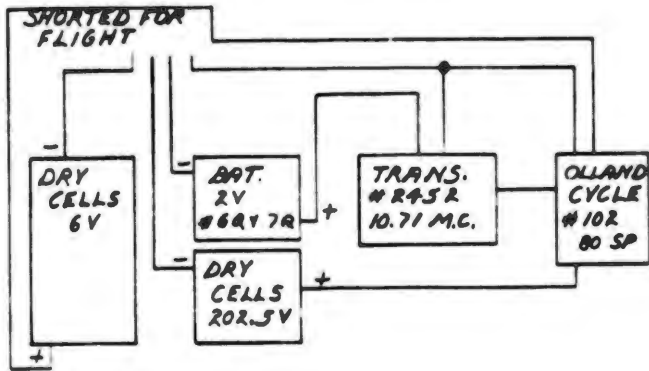 SHORTED FOR
FLIGHT
-
DRY
CELLS
6V
+
-
BAT.
2V
+
-
DRY
CELLS
202.5V
+
TRANS.
#2452
10.71 M.C.
OLLAND
CYCLE
#102
80 SP